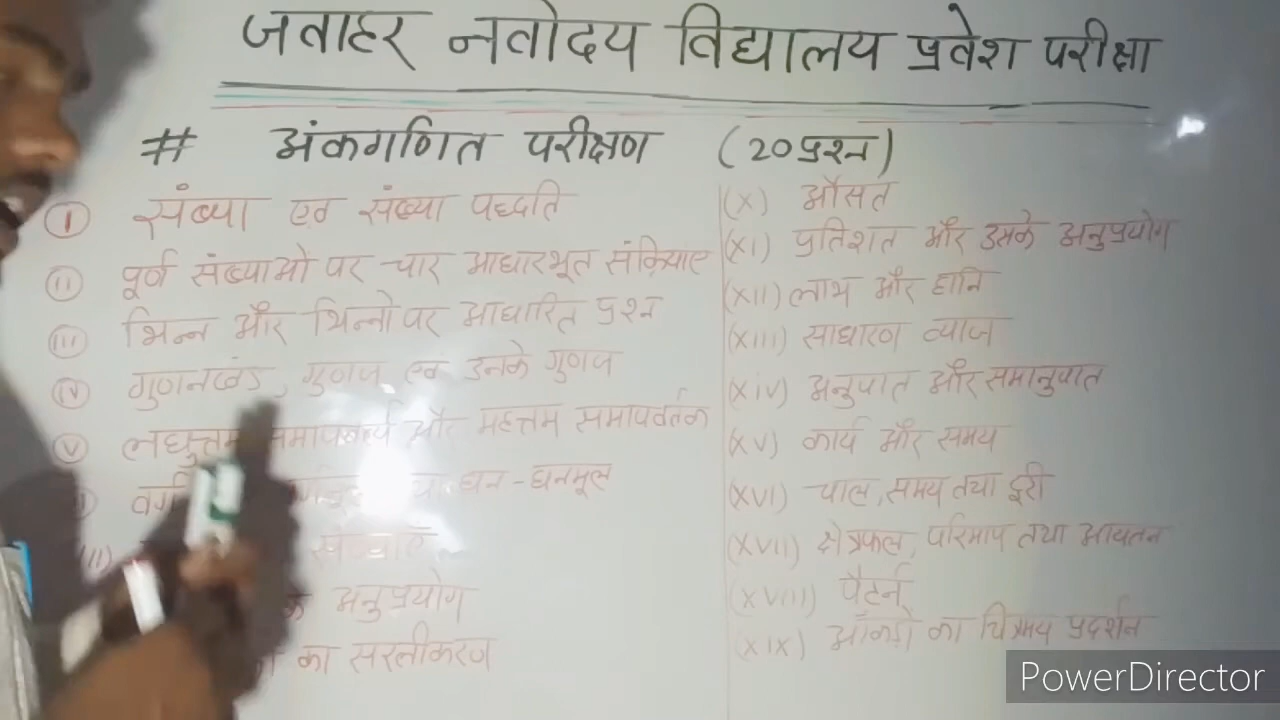 जवाहर नवोदय विद्यालय प्रवेश परीक्षा
# अंकगणित परीक्षण (20 प्रश्न)
(I) संख्या एवं संख्या पद्धति
(II) पूर्ण संख्याओं पर चार आधारभूत संक्रियाएं
(III) भिन्न और भिन्नों पर आधारित प्रश्न
(IV) गुणनखंड, गुणज एवं उनके गुणज
(V) लघुत्तम समापवर्त्य और महत्तम समापवर्तक
वर्ग घन-घनमूल
संख्याएं
के अनुप्रयोग
का सरलीकरण
(X) औसत
(XI) प्रतिशत और उसके अनुप्रयोग
(XII) लाभ और हानि
(XIII) साधारण ब्याज
(XIV) अनुपात और समानुपात
(XV) कार्य और समय
(XVI) चाल, समय तथा दूरी
(XVII) क्षेत्रफल, परिमाप तथा आयतन
(XVIII) पैटर्न
(XIX) आंकड़ों का चित्रमय प्रदर्शन
PowerDirector